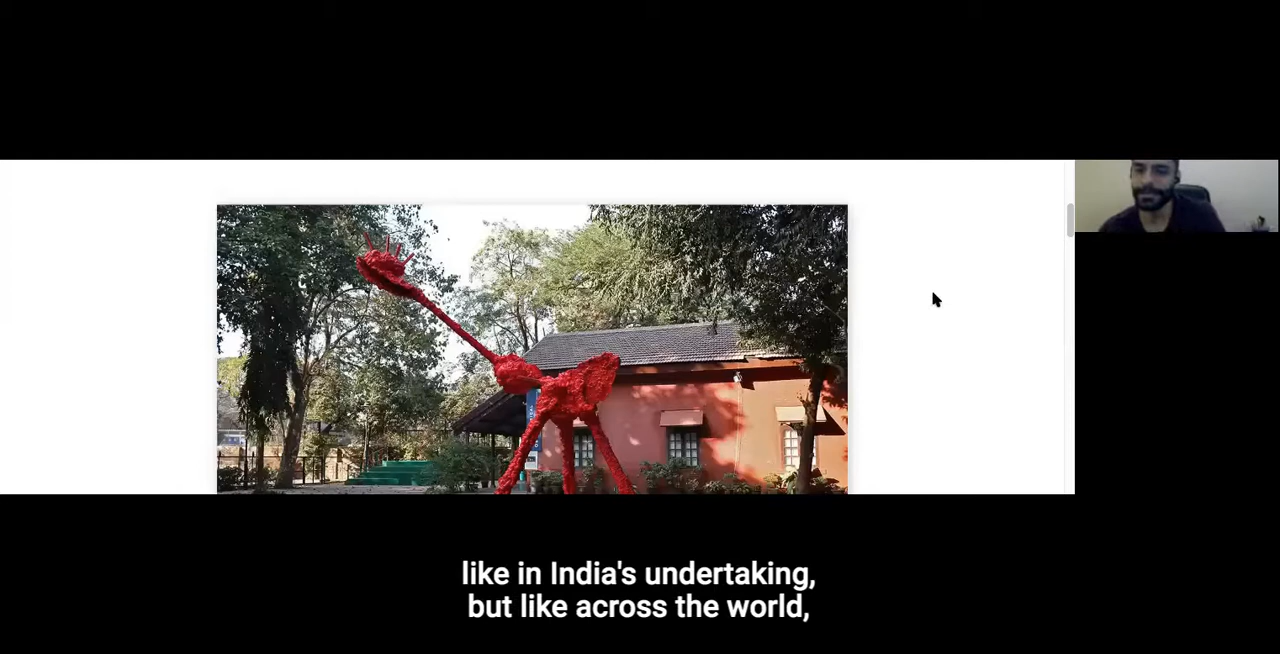 like in India's undertaking,
but like across the world,